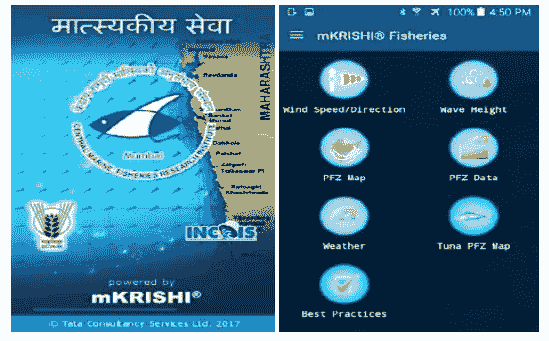 मात्स्यकीय सेवा
MAHARASHTRA
Revdanda
CENTRAL MARINE FISHERIES RESEARCH
Mumbai
INCOIS
powered by
mKRISHI®
© Tata Consultancy Services Ltd. 2017
100% 4:50 PM
mKRISHI® Fisheries
Wind Speed/Direction
Wave Height
PFZ Map
PFZ Data
Weather
Tuna PFZ Map
Best Practices